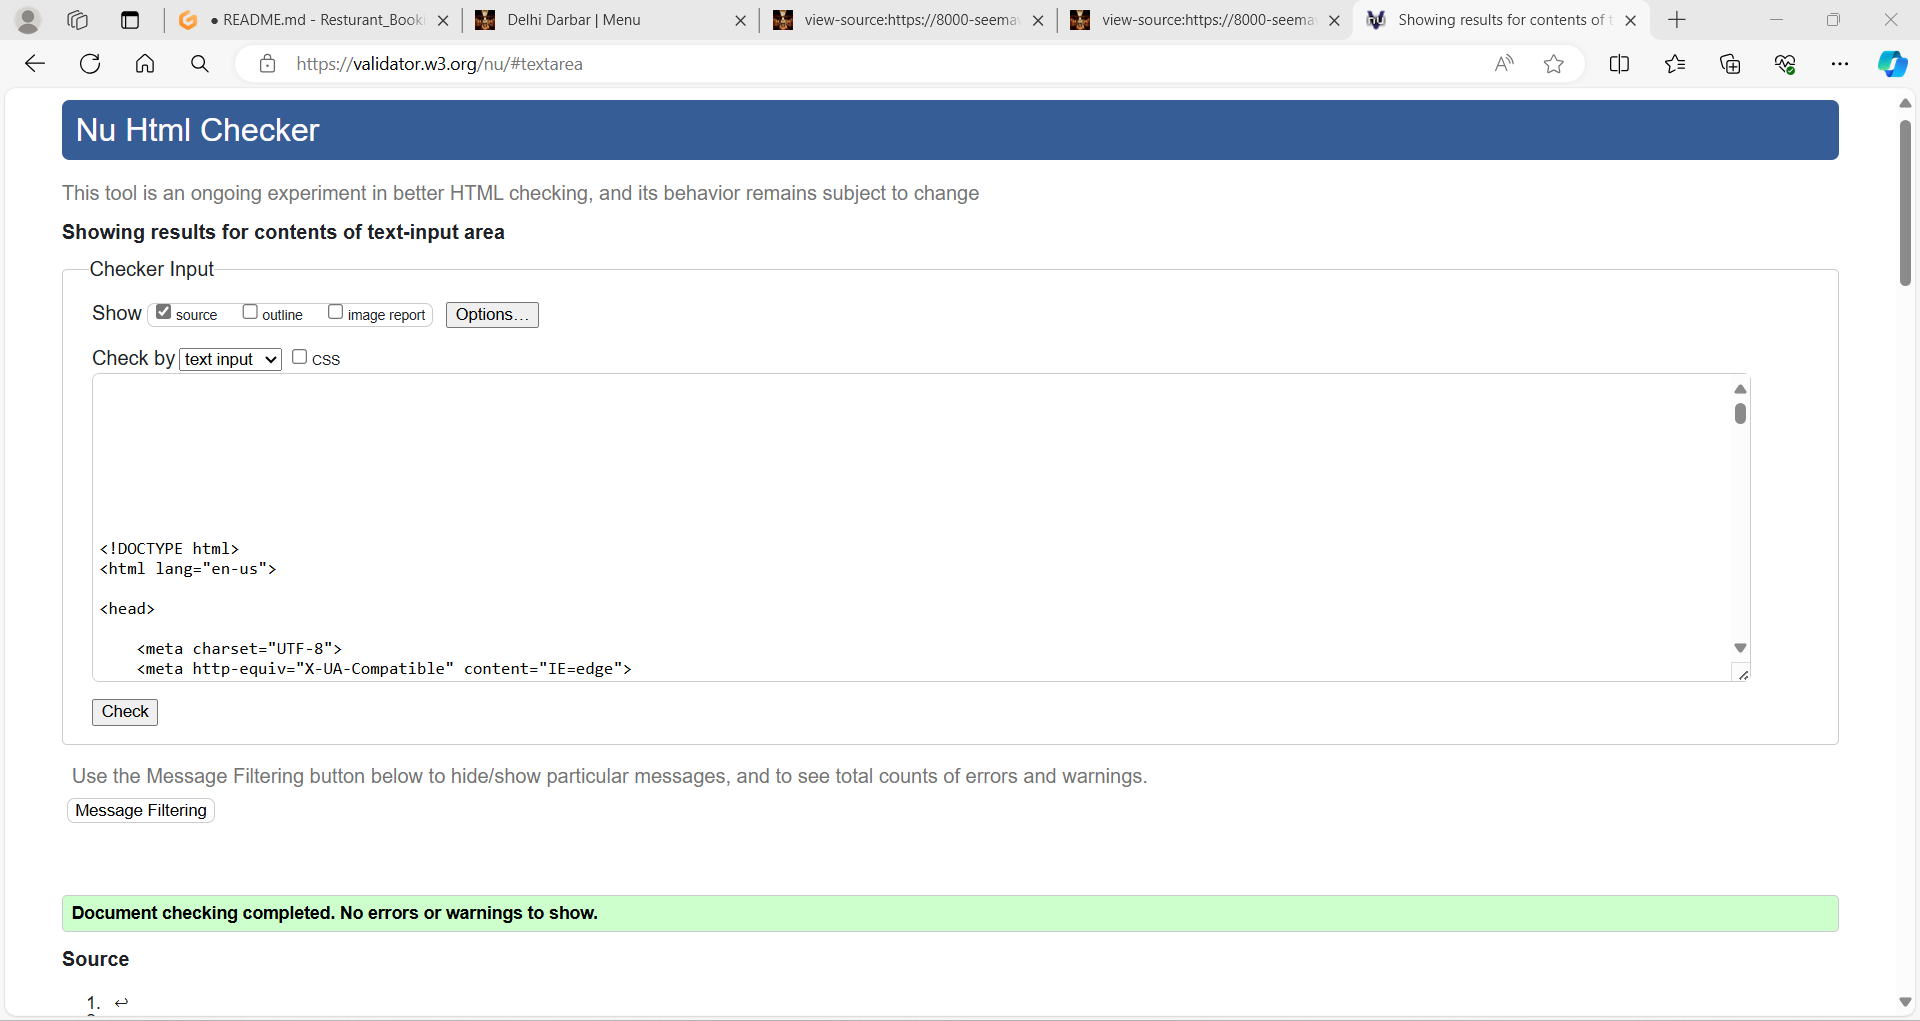 README.md - Resturant_Booki
Delhi Darbar | Menu
view-source:https://8000-seema
view-source:https://8000-seema
Showing results for contents of t
https://validator.w3.org/nu/#textarea
Nu Html Checker
This tool is an ongoing experiment in better HTML checking, and its behavior remains subject to change
Showing results for contents of text-input area
Checker Input
Show source outline image report Options...
Check by text input CSS
<!DOCTYPE html>
<html lang="en-us">
<head>
<meta charset="UTF-8">
<meta http-equiv="X-UA-Compatible" content="IE=edge">
Check
Use the Message Filtering button below to hide/show particular messages, and to see total counts of errors and warnings.
Message Filtering
Document checking completed. No errors or warnings to show.
Source
1. ↩